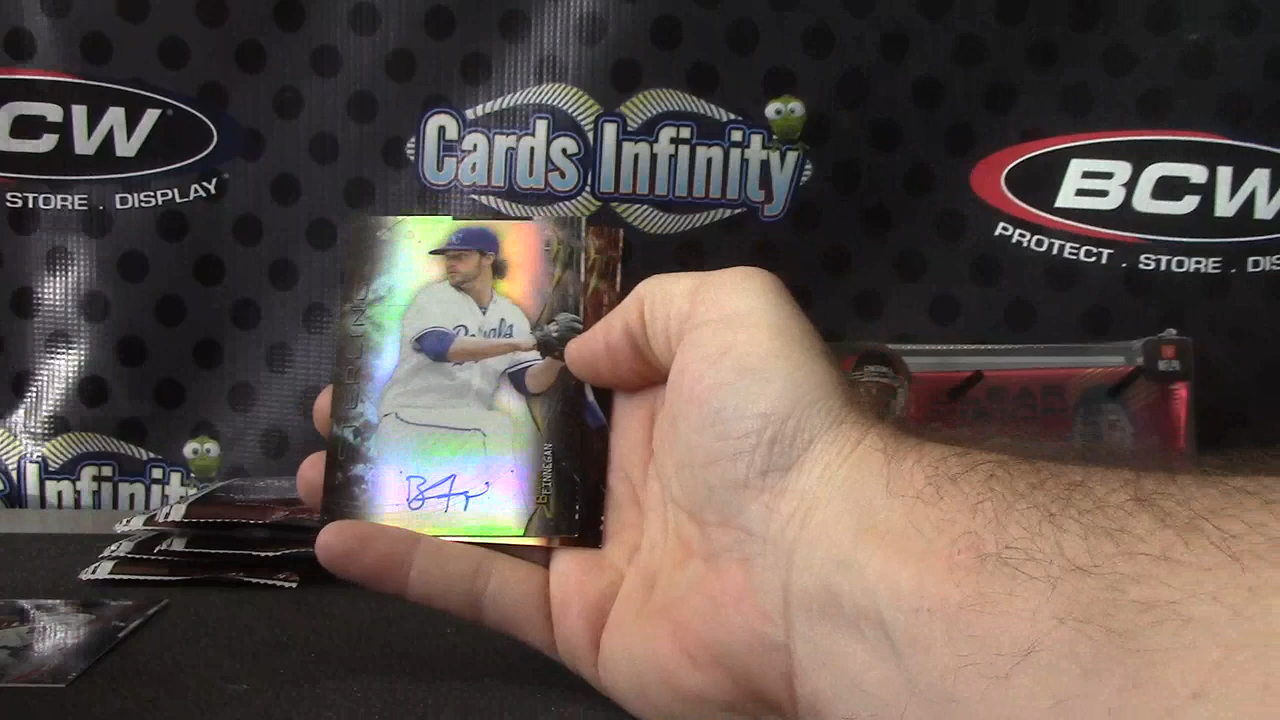 BCW
STORE . DISPLAY
Cards Infinity
BCW
PROTECT . STORE . DIS
Royals
B FINNEGAN
Infinity